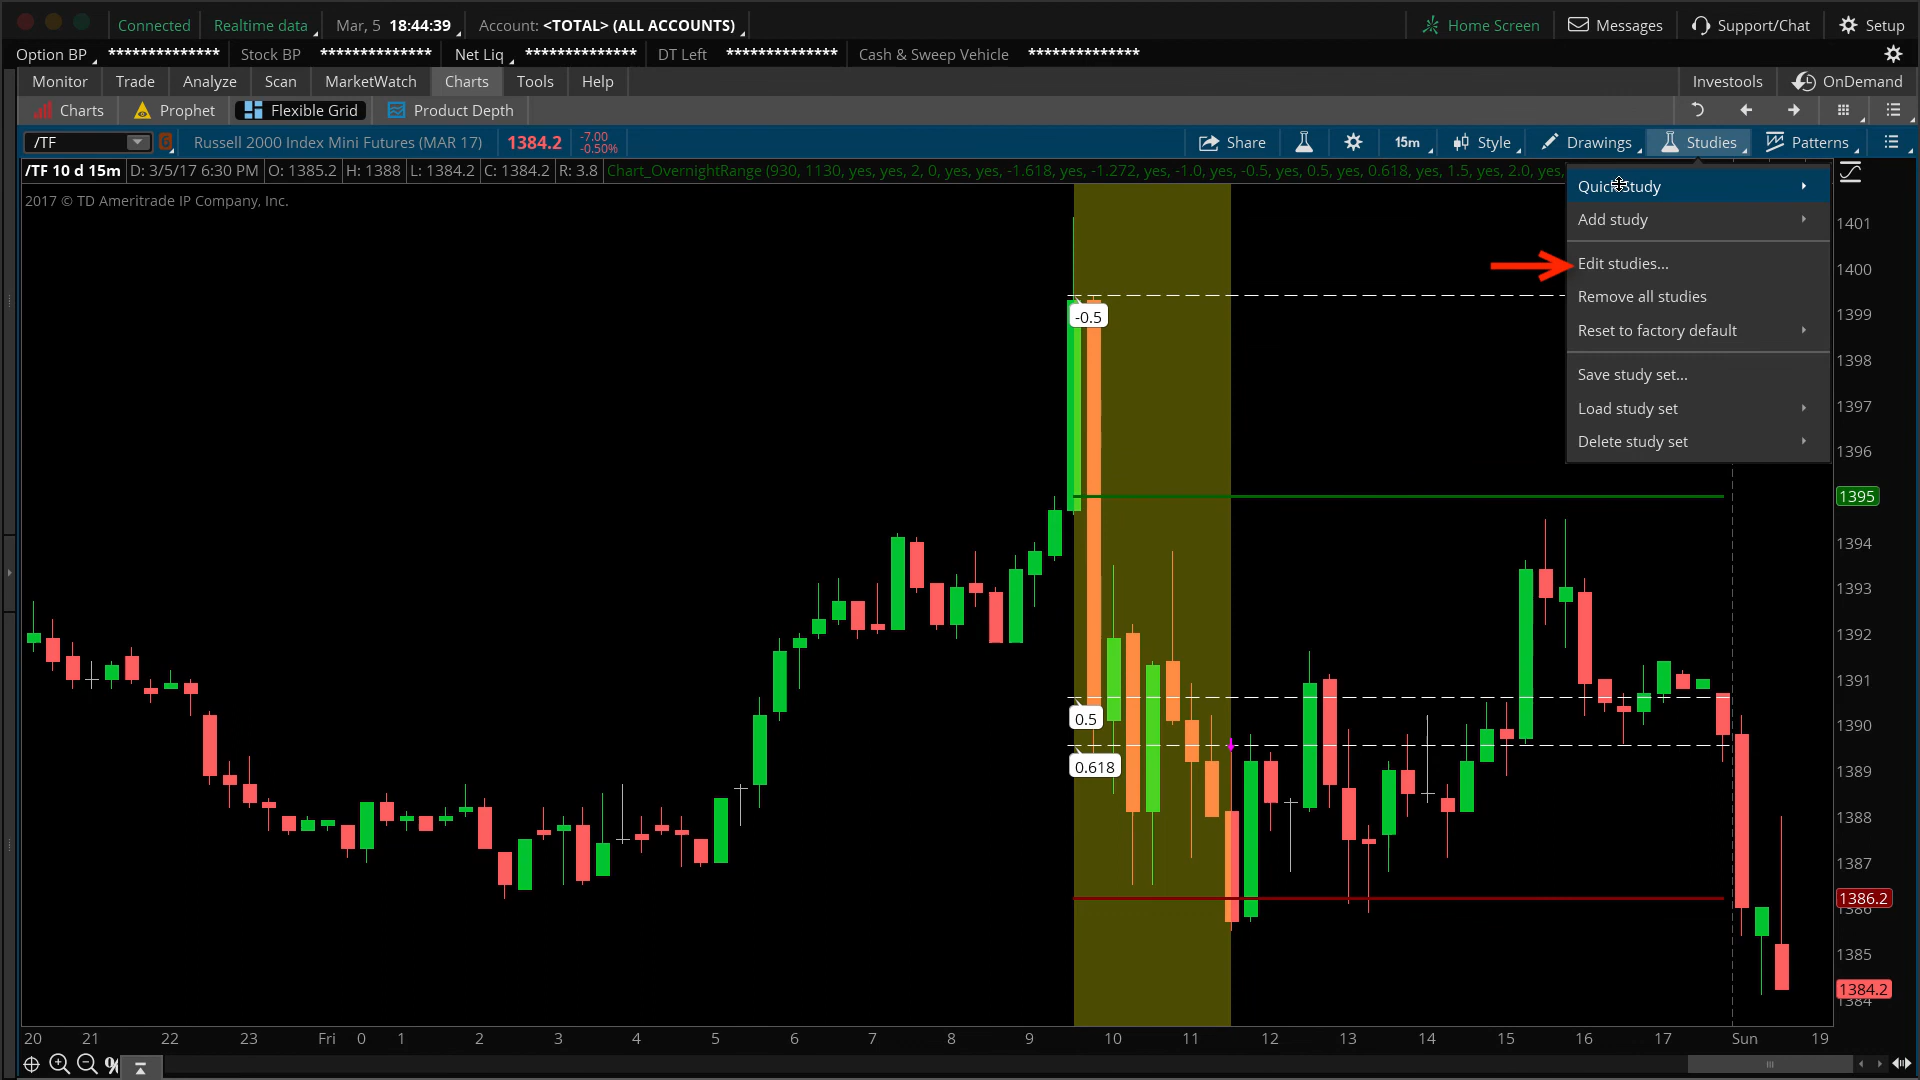 Connected Realtime data Mar, 5 18:44:39 Account: <TOTAL> (ALL ACCOUNTS) Home Screen Messages Support/Chat Setup
Option BP ************** Stock BP ************** Net Liq ************** DT Left ************** Cash & Sweep Vehicle **************
Monitor Trade Analyze Scan MarketWatch Charts Tools Help Investools OnDemand
Charts Prophet Flexible Grid Product Depth
/TF Russell 2000 Index Mini Futures (MAR 17) 1384.2 -7.00 -0.50% Share 15m Style Drawings Studies Patterns
/TF 10 d 15m D: 3/5/17 6:30 PM O: 1385.2 H: 1388 L: 1384.2 C: 1384.2 R: 3.8 Chart_OvernightRange (930, 1130, yes, yes, 2, 0, yes, yes, -1.618, yes, -1.272, yes, -1.0, yes, -0.5, yes, 0.5, yes, 0.618, yes, 1.5, yes, 2.0, yes,
2017 © TD Ameritrade IP Company, Inc.
Quick Study
Add study
Edit studies...
Remove all studies
Reset to factory default
Save study set...
Load study set
Delete study set
-0.5
0.5
0.618
1401
1400
1399
1398
1397
1396
1395
1394
1393
1392
1391
1390
1389
1388
1387
1386.2
1386
1385
1384.2
1384
20 21 22 23 Fri 0 1 2 3 4 5 6 7 8 9 10 11 12 13 14 15 16 17 Sun 19
%